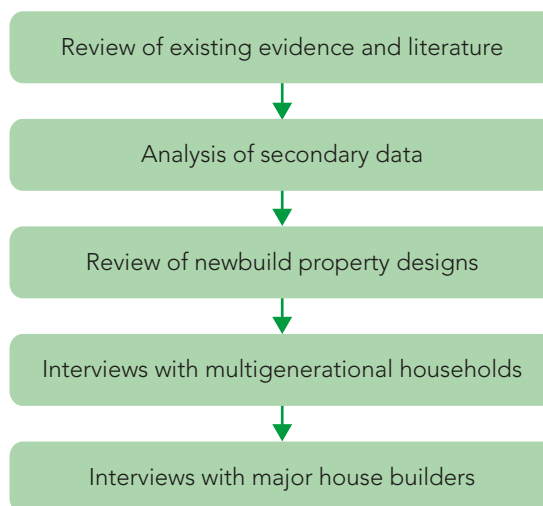 Review of existing evidence and literature
Analysis of secondary data
Review of newbuild property designs
Interviews with multigenerational households
Interviews with major house builders